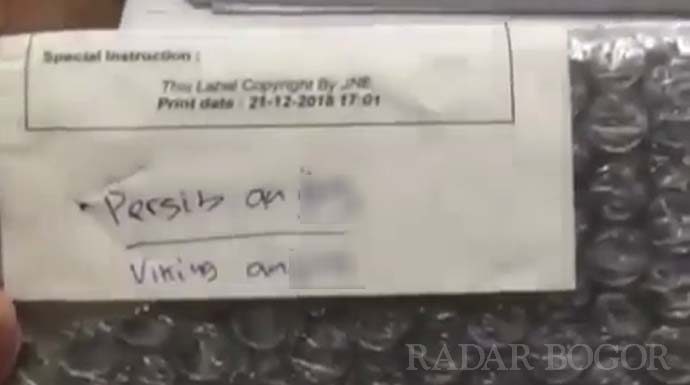 Special Instruction :
This Label Copyright By JNE
Print date : 21-12-2018 17:01
Persib an
Viking an
RADAR BOGOR